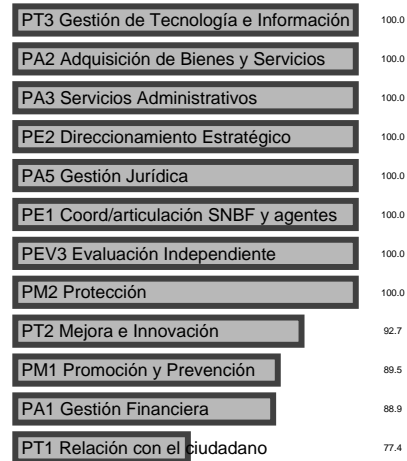 PT3 Gestión de Tecnología e Información 100.0
PA2 Adquisición de Bienes y Servicios 100.0
PA3 Servicios Administrativos 100.0
PE2 Direccionamiento Estratégico 100.0
PA5 Gestión Jurídica 100.0
PE1 Coord/articulación SNBF y agentes 100.0
PEV3 Evaluación Independiente 100.0
PM2 Protección 100.0
PT2 Mejora e Innovación 92.7
PM1 Promoción y Prevención 89.5
PA1 Gestión Financiera 88.9
PT1 Relación con el ciudadano 77.4